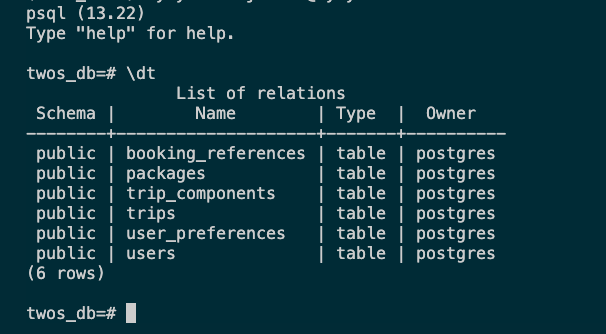 psql (13.22)
Type "help" for help.
twos_db=# \dt
List of relations
Schema | Name | Type | Owner
--------+--------------------+-------+----------
public | booking_references | table | postgres
public | packages | table | postgres
public | trip_components | table | postgres
public | trips | table | postgres
public | user_preferences | table | postgres
public | users | table | postgres
(6 rows)
twos_db=#